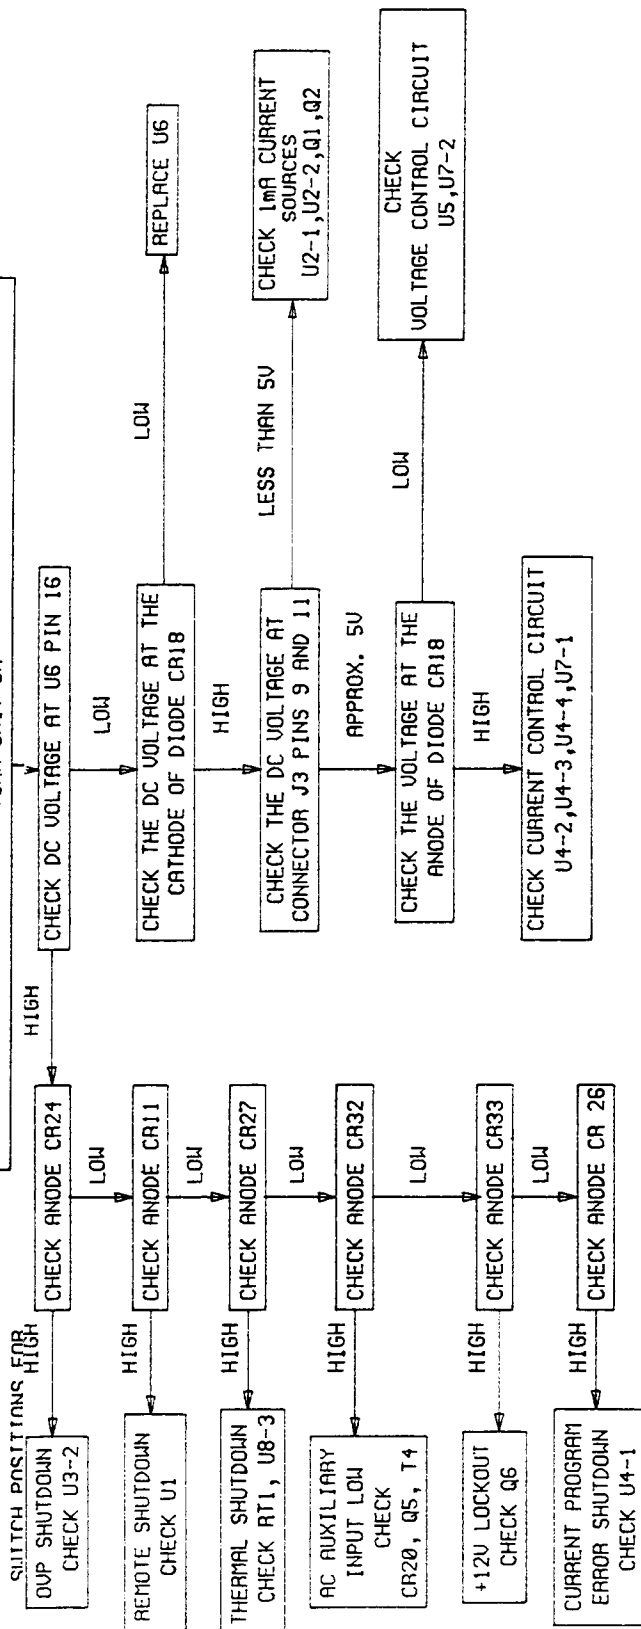 SWITCH POSITIONS FOR
CHECK DC VOLTAGE AT U6 PIN 16
HIGH
LOW
CHECK ANODE CR24
HIGH
OVP SHUTDOWN
CHECK U3-2
LOW
CHECK ANODE CR11
HIGH
REMOTE SHUTDOWN
CHECK U1
LOW
CHECK ANODE CR27
HIGH
THERMAL SHUTDOWN
CHECK RT1, U8-3
LOW
CHECK ANODE CR32
HIGH
AC AUXILIARY
INPUT LOW
CHECK
CR20, Q5, T4
LOW
CHECK ANODE CR33
HIGH
+12V LOCKOUT
CHECK Q6
LOW
CHECK ANODE CR 26
HIGH
CURRENT PROGRAM
ERROR SHUTDOWN
CHECK U4-1
CHECK THE DC VOLTAGE AT THE
CATHODE OF DIODE CR18
LOW
REPLACE U6
HIGH
CHECK THE DC VOLTAGE AT
CONNECTOR J3 PINS 9 AND 11
LESS THAN 5V
CHECK 1mA CURRENT
SOURCES
U2-1,U2-2,Q1,Q2
APPROX. 5V
CHECK THE VOLTAGE AT THE
ANODE OF DIODE CR18
LOW
CHECK
VOLTAGE CONTROL CIRCUIT
U5,U7-2
HIGH
CHECK CURRENT CONTROL CIRCUIT
U4-2,U4-3,U4-4,U7-1